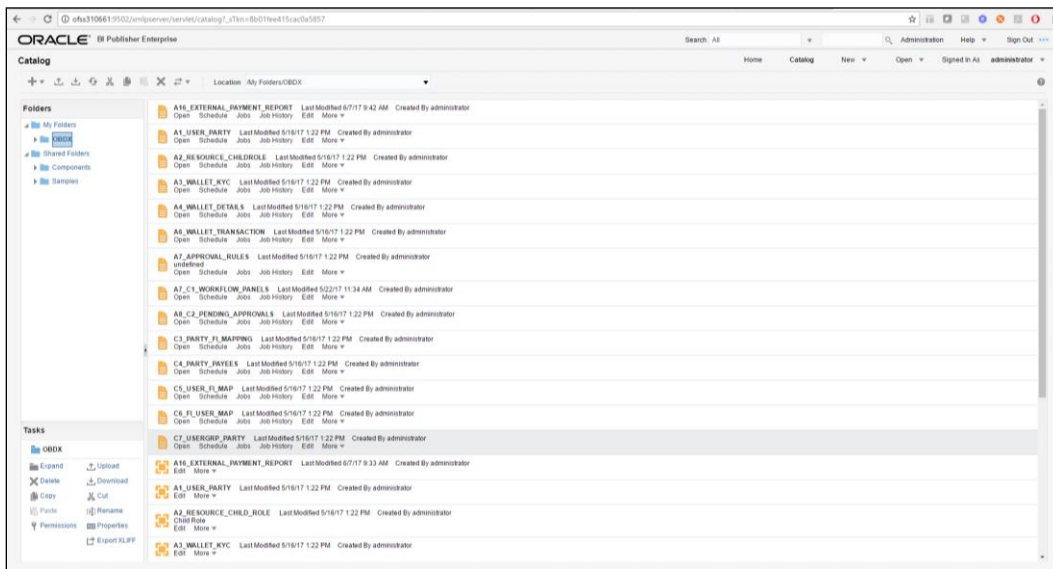 ofss310661:9502/xmlpserver/servlet/catalog?_sTkn=8b01fee415cac0a5857
ORACLE BI Publisher Enterprise Search All Administration Help Sign Out
Catalog Home Catalog New Open Signed In As administrator
Location /My Folders/OBDX
Folders
My Folders
OBDX
Shared Folders
Components
Samples
A16_EXTERNAL_PAYMENT_REPORT Last Modified 6/7/17 9:42 AM Created By administrator
Open Schedule Jobs Job History Edit More
A1_USER_PARTY Last Modified 5/16/17 1:22 PM Created By administrator
Open Schedule Jobs Job History Edit More
A2_RESOURCE_CHILDROLE Last Modified 5/16/17 1:22 PM Created By administrator
Open Schedule Jobs Job History Edit More
A3_WALLET_KYC Last Modified 5/16/17 1:22 PM Created By administrator
Open Schedule Jobs Job History Edit More
A4_WALLET_DETAILS Last Modified 5/16/17 1:22 PM Created By administrator
Open Schedule Jobs Job History Edit More
A6_WALLET_TRANSACTION Last Modified 5/16/17 1:22 PM Created By administrator
Open Schedule Jobs Job History Edit More
A7_APPROVAL_RULES Last Modified 5/16/17 1:22 PM Created By administrator
undefined
Open Schedule Jobs Job History Edit More
A7_C1_WORKFLOW_PANELS Last Modified 5/22/17 11:34 AM Created By administrator
Open Schedule Jobs Job History Edit More
A8_C2_PENDING_APPROVALS Last Modified 5/16/17 1:22 PM Created By administrator
Open Schedule Jobs Job History Edit More
C3_PARTY_FI_MAPPING Last Modified 5/16/17 1:22 PM Created By administrator
Open Schedule Jobs Job History Edit More
C4_PARTY_PAYEES Last Modified 5/16/17 1:22 PM Created By administrator
Open Schedule Jobs Job History Edit More
C5_USER_FI_MAP Last Modified 5/16/17 1:22 PM Created By administrator
Open Schedule Jobs Job History Edit More
C6_FI_USER_MAP Last Modified 5/16/17 1:22 PM Created By administrator
Open Schedule Jobs Job History Edit More
C7_USERGRP_PARTY Last Modified 5/16/17 1:22 PM Created By administrator
Open Schedule Jobs Job History Edit More
A16_EXTERNAL_PAYMENT_REPORT Last Modified 6/7/17 9:33 AM Created By administrator
Edit More
A1_USER_PARTY Last Modified 5/16/17 1:22 PM Created By administrator
Edit More
A2_RESOURCE_CHILD_ROLE Last Modified 5/16/17 1:22 PM Created By administrator
Child Role
Edit More
A3_WALLET_KYC Last Modified 5/16/17 1:22 PM Created By administrator
Edit More
Tasks
OBDX
Expand Upload
Delete Download
Copy Cut
Paste Rename
Permissions Properties
Export XLIFF